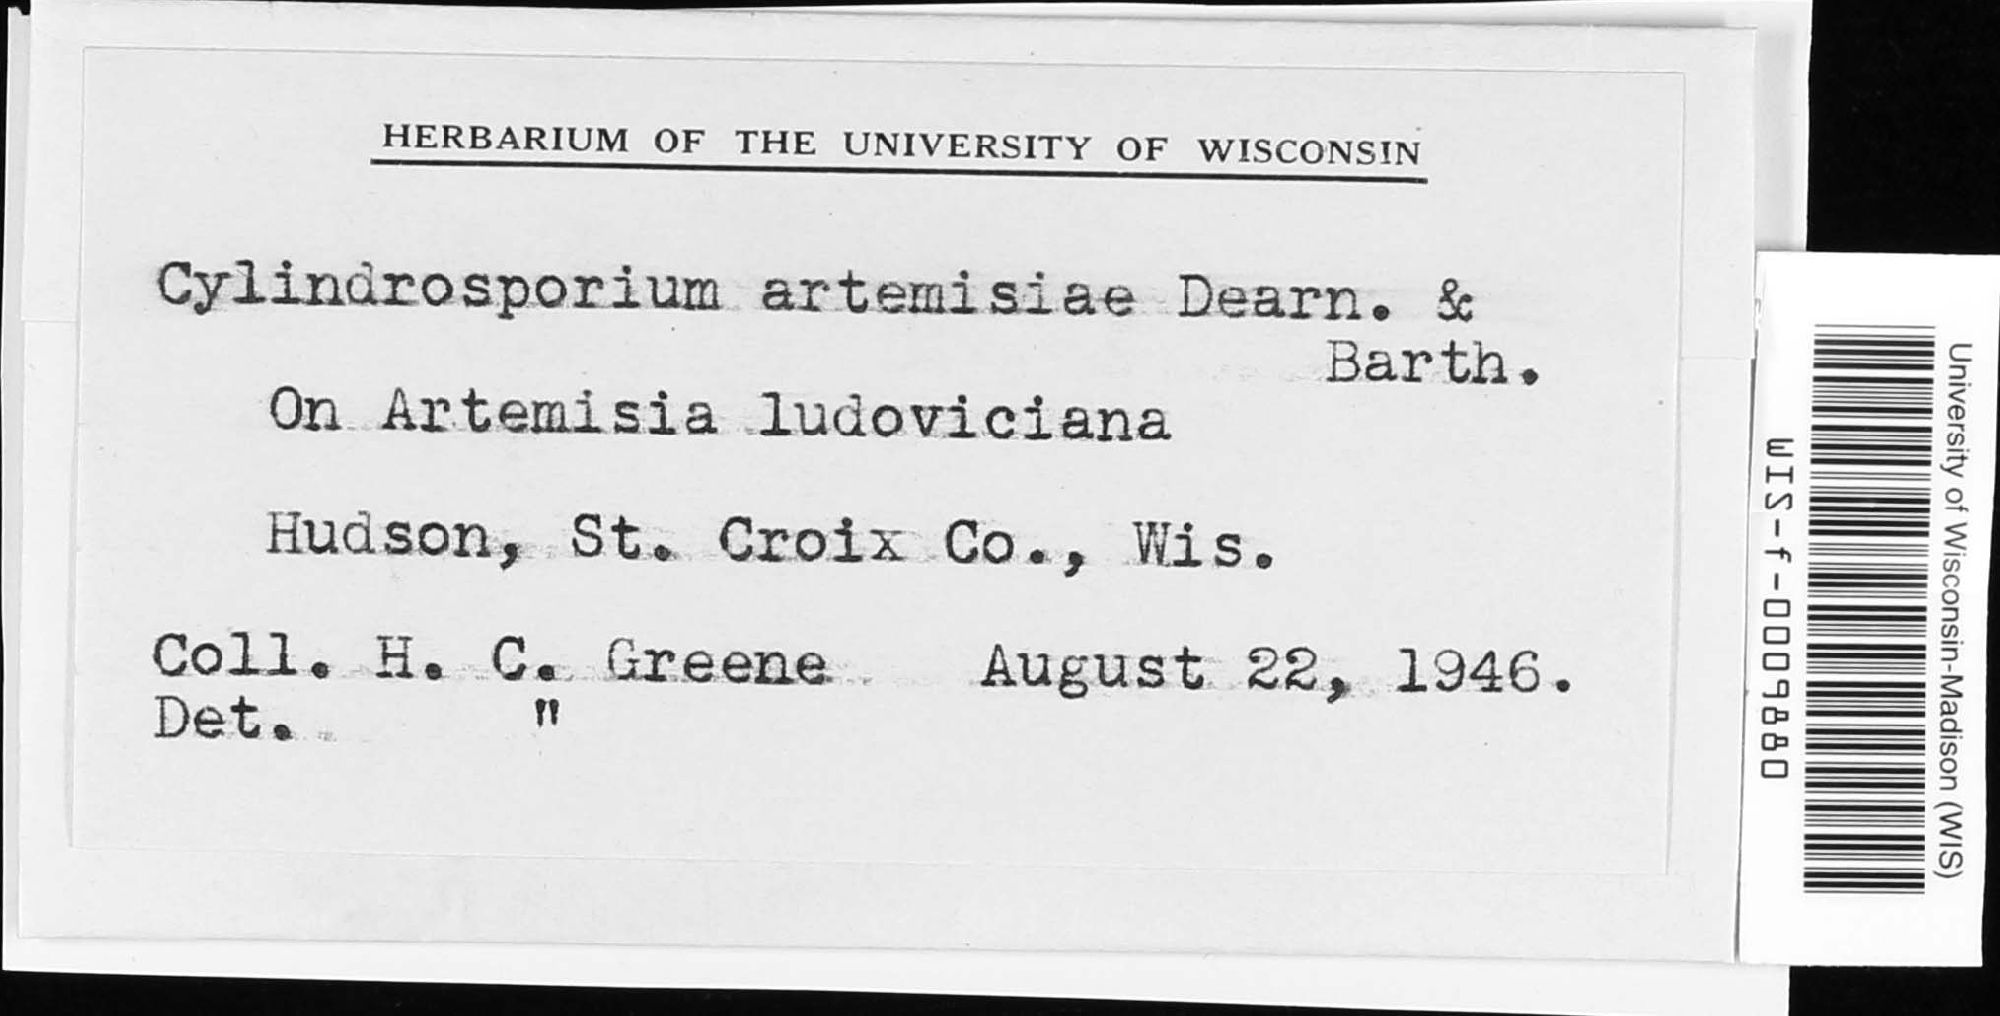 HERBARIUM OF THE UNIVERSITY OF WISCONSIN
Cylindrosporium artemisiae Dearn. &
Barth.
On Artemisia ludoviciana
Hudson, St. Croix Co., Wis.
Coll. H. C. Greene August 22, 1946.
Det. "
University of Wisconsin-Madison (WIS)
WIS-f-0009880